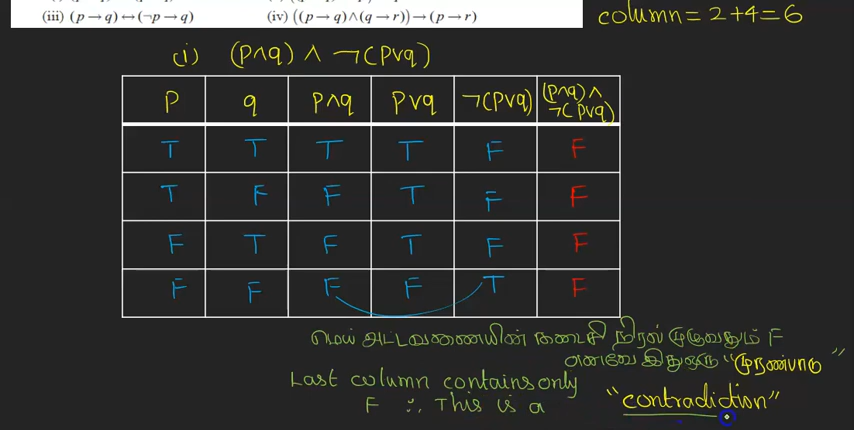 (iii) (p → q) ↔ (¬p → q) (iv) ((p → q) ∧ (q → r)) → (p → r)
column = 2+4 = 6
(i) (p∧q) ∧ ¬(p∨q)
p q p∧q p∨q ¬(p∨q) (p∧q) ∧ ¬(p∨q)
T T T T F F
T F F T F F
F T F T F F
F F F F T F
மெய் அட்டவணையின் கடைசி நிரல் முழுவதும் F
எனவே இது ஒரு "முரண்பாடு"
Last column contains only
F ∴ This is a "contradiction"